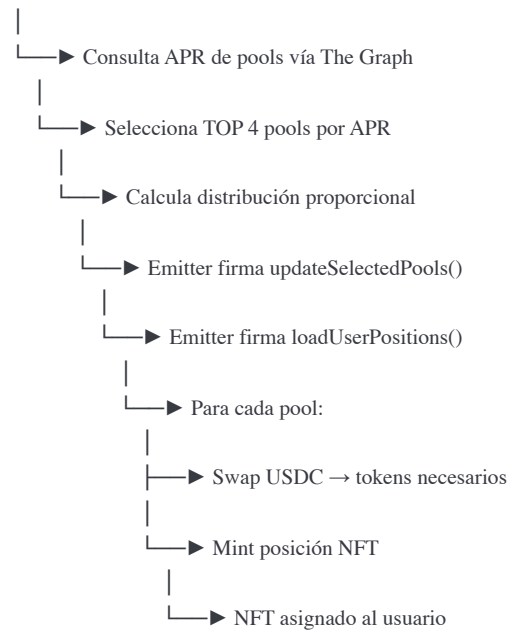 Consulta APR de pools vía The Graph
Selecciona TOP 4 pools por APR
Calcula distribución proporcional
Emitter firma updateSelectedPools()
Emitter firma loadUserPositions()
Para cada pool:
Swap USDC → tokens necesarios
Mint posición NFT
NFT asignado al usuario